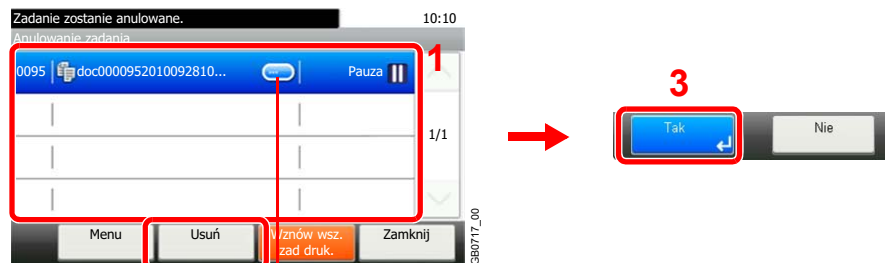 Zadanie zostanie anulowane.
10:10
Anulowanie zadania
1
0095 doc0000952010092810... Pauza
1/1
Menu
Usuń
Wznów wsz.
zad druk.
Zamknij
GB0717_00
3
Tak
Nie